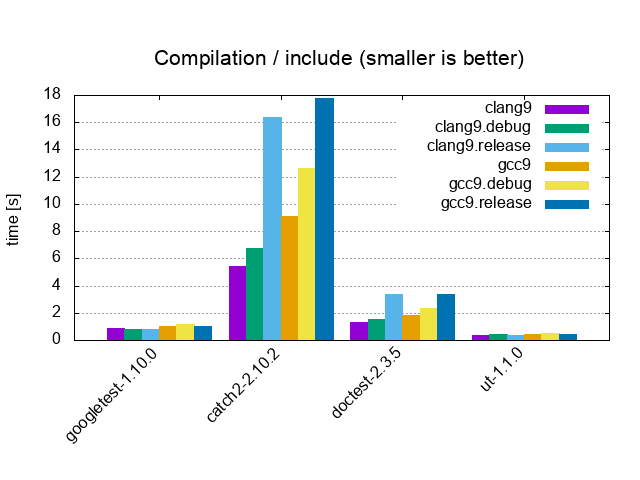 Compilation / include (smaller is better)
time [s]
18
16
14
12
10
8
6
4
2
0
clang9
clang9.debug
clang9.release
gcc9
gcc9.debug
gcc9.release
googletest-1.10.0
catch2-2.10.2
doctest-2.3.5
ut-1.1.0